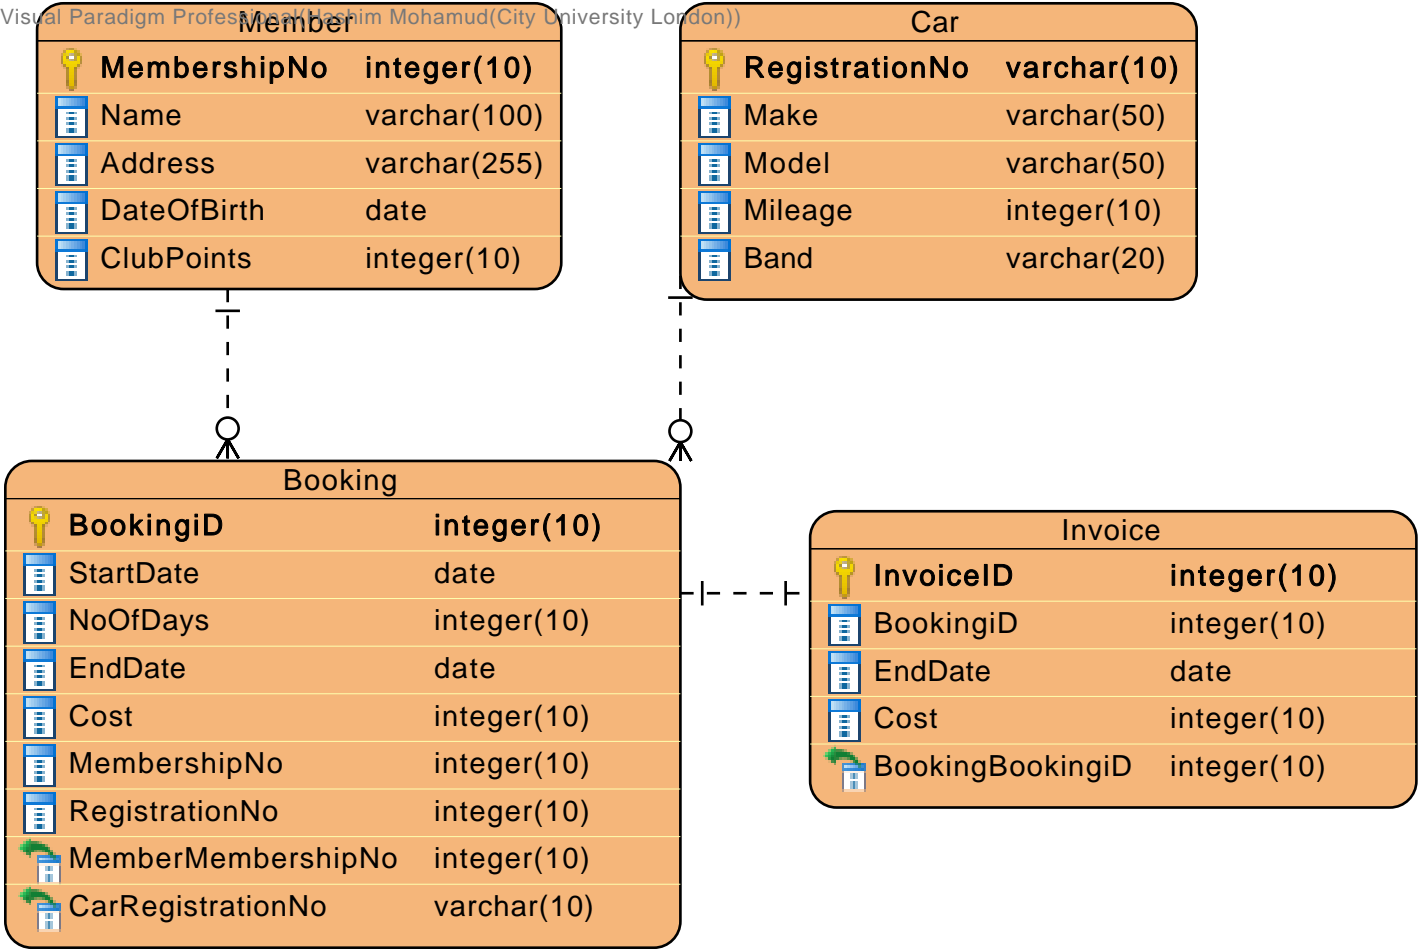 Visual Paradigm Professional(Hashim Mohamud(City University London))
Member
MembershipNo integer(10)
Name varchar(100)
Address varchar(255)
DateOfBirth date
ClubPoints integer(10)
Car
RegistrationNo varchar(10)
Make varchar(50)
Model varchar(50)
Mileage integer(10)
Band varchar(20)
Booking
BookingiD integer(10)
StartDate date
NoOfDays integer(10)
EndDate date
Cost integer(10)
MembershipNo integer(10)
RegistrationNo integer(10)
MemberMembershipNo integer(10)
CarRegistrationNo varchar(10)
Invoice
InvoiceID integer(10)
BookingiD integer(10)
EndDate date
Cost integer(10)
BookingBookingiD integer(10)